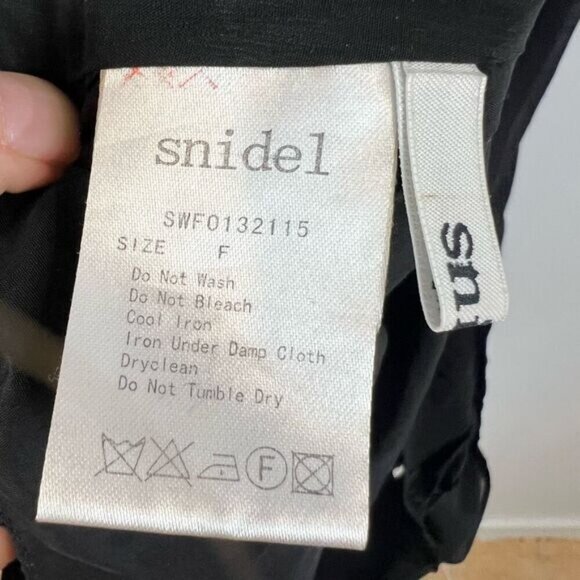 snidel
SWF0132115
SIZE F
Do Not Wash
Do Not Bleach
Cool Iron
Iron Under Damp Cloth
Dryclean
Do Not Tumble Dry
F
sn